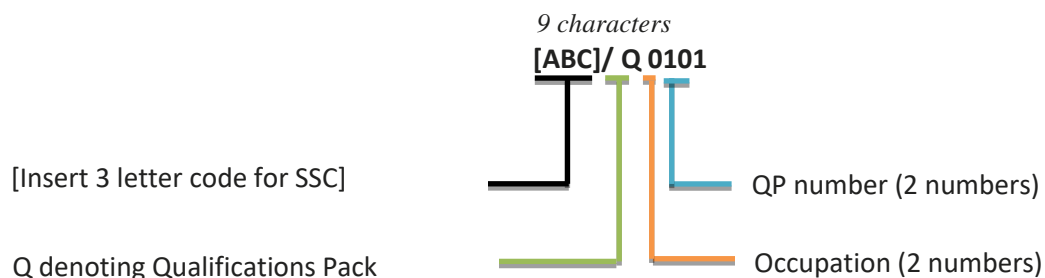 9 characters
[ABC]/ Q 0101
[Insert 3 letter code for SSC]
QP number (2 numbers)
Q denoting Qualifications Pack
Occupation (2 numbers)